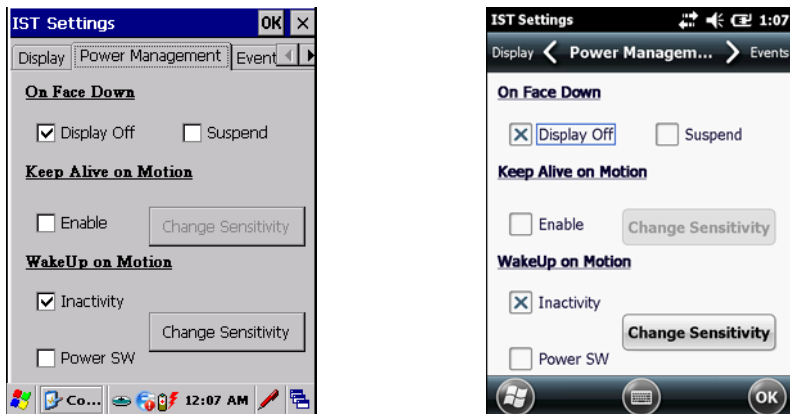 IST Settings OK ×
Display Power Management Event
On Face Down
Display Off Suspend
Keep Alive on Motion
Enable Change Sensitivity
WakeUp on Motion
Inactivity
Change Sensitivity
Power SW
Co... 12:07 AM
IST Settings 1:07
Display Power Managem... Events
On Face Down
Display Off Suspend
Keep Alive on Motion
Enable Change Sensitivity
WakeUp on Motion
Inactivity
Change Sensitivity
Power SW
OK